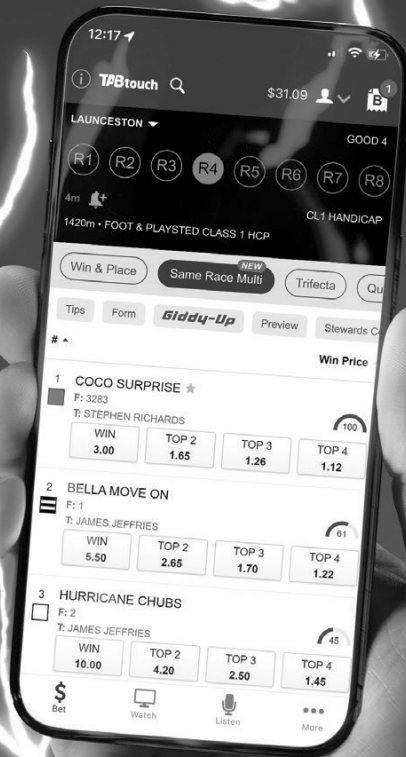 12:17
TABtouch
$31.09
1
B
LAUNCESTON
GOOD 4
R1 R2 R3 R4 R5 R6 R7 R8
4m
CL1 HANDICAP
1420m • FOOT & PLAYSTED CLASS 1 HCP
NEW
Win & Place Same Race Multi Trifecta Qu
Tips Form Giddy-Up Preview Stewards C
#
Win Price
1 COCO SURPRISE
F: 3283
T: STEPHEN RICHARDS
100
WIN TOP 2 TOP 3 TOP 4
3.00 1.65 1.26 1.12
2 BELLA MOVE ON
F: 1
T: JAMES JEFFRIES
61
WIN TOP 2 TOP 3 TOP 4
5.50 2.65 1.70 1.22
3 HURRICANE CHUBS
F: 2
T: JAMES JEFFRIES
45
WIN TOP 2 TOP 3 TOP 4
10.00 4.20 2.50 1.45
$
Bet Watch Listen More